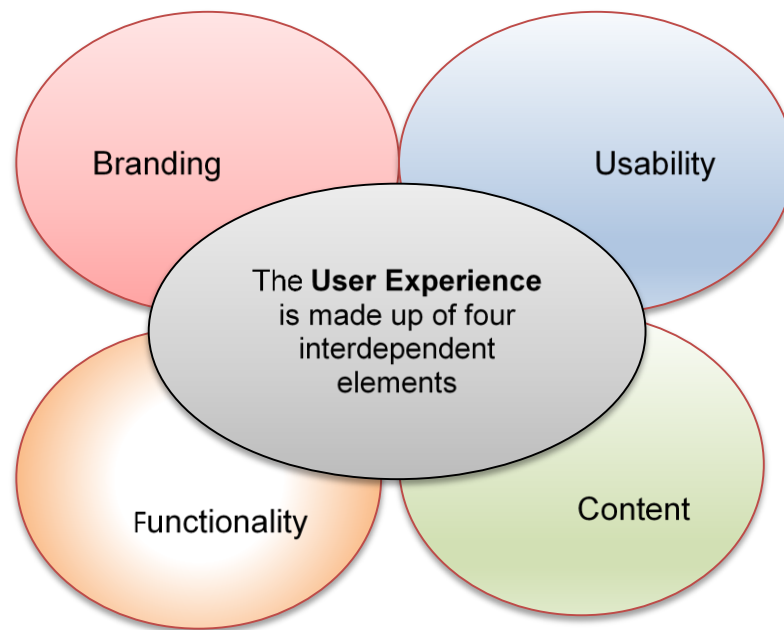 Branding
Usability
The User Experience
is made up of four
interdependent
elements
Functionality
Content